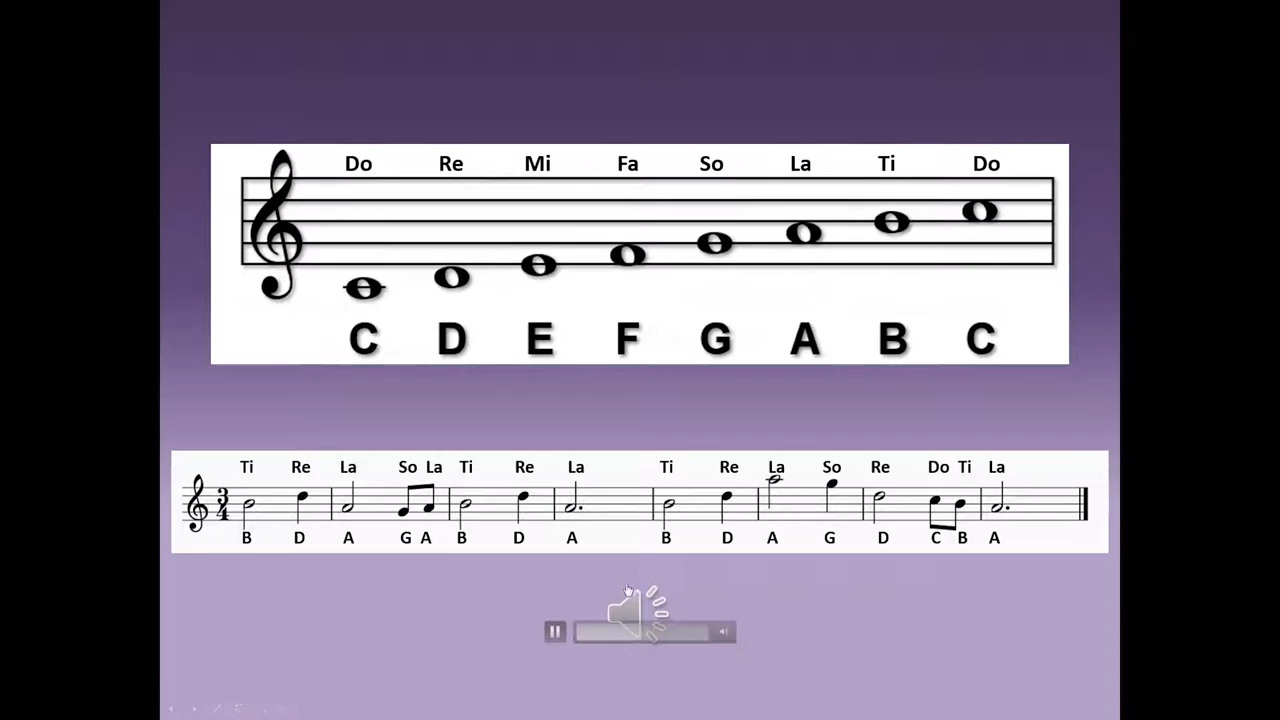 Do Re Mi Fa So La Ti Do
C D E F G A B C
Ti Re La So La Ti Re La Ti Re La So Re Do Ti La
3
4
B D A G A B D A B D A G D C B A